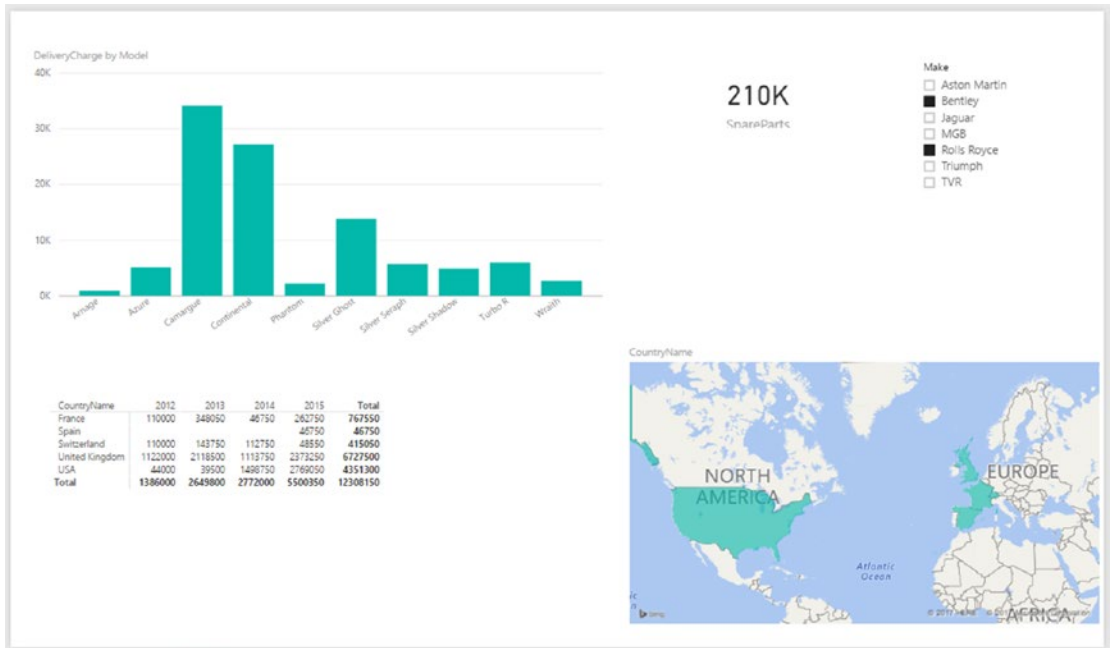 DeliveryCharge by Model
40K
30K
20K
10K
0K
Arnage
Azure
Camargue
Continental
Phantom
Silver Ghost
Silver Seraph
Silver Shadow
Turbo R
Wraith
210K
SpareParts
Make
Aston Martin
Bentley
Jaguar
MGB
Rolls Royce
Triumph
TVR
CountryName 2012 2013 2014 2015 Total
France 110000 348050 46750 262750 767550
Spain 46750 46750
Switzerland 110000 143750 112750 48550 415050
United Kingdom 1122000 2118500 1113750 2373250 6727500
USA 44000 39500 1498750 2769050 4351300
Total 1386000 2649800 2772000 5500350 12308150
CountryName
NORTH
AMERICA
EUROPE
Atlantic
Ocean
AFRICA
bing